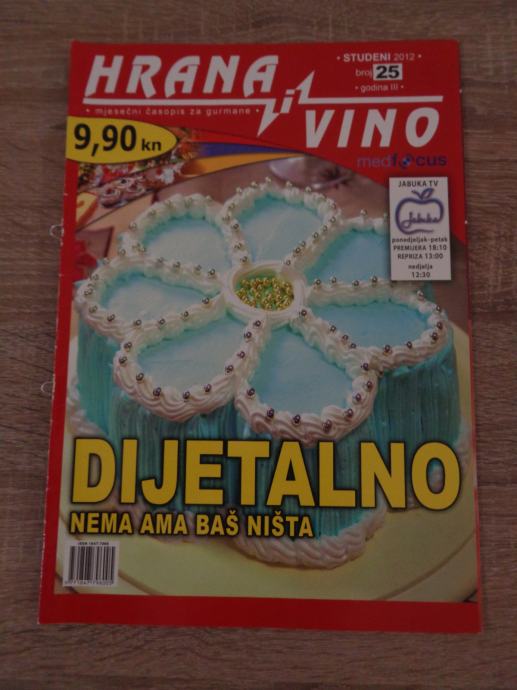 HRANA
i
VINO
• mjesečni časopis za gurmane •
• STUDENI 2012 •
broj 25
• godina III •
medfocus
9,90 kn
JABUKA TV
Jabuka
ponedjeljak-petak
PREMIJERA 18:10
REPRIZA 13:00
nedjelja
12:30
DIJETALNO
NEMA AMA BAŠ NIŠTA